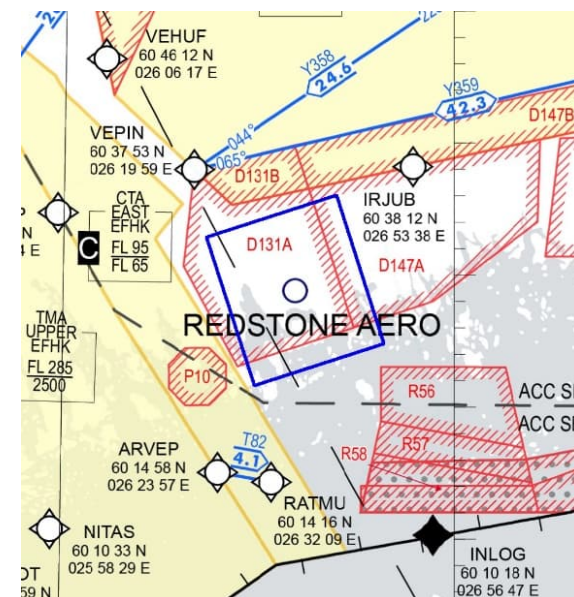 VEHUF
60 46 12 N
026 06 17 E
Y358
24.6
Y359
42.3
D147B
VEPIN
60 37 53 N
026 19 59 E
044°
065°
D131B
IRJUB
60 38 12 N
026 53 38 E
CTA
EAST
EFHK
FL 95
FL 65
C
D131A
D147A
REDSTONE AERO
TMA
UPPER
EFHK
FL 285
2500
P10
R56
ACC
ACC
R57
R58
T82
4.1
ARVEP
60 14 58 N
026 23 57 E
RATMU
60 14 16 N
026 32 09 E
NITAS
60 10 33 N
025 58 29 E
INLOG
60 10 18 N
026 56 47 E